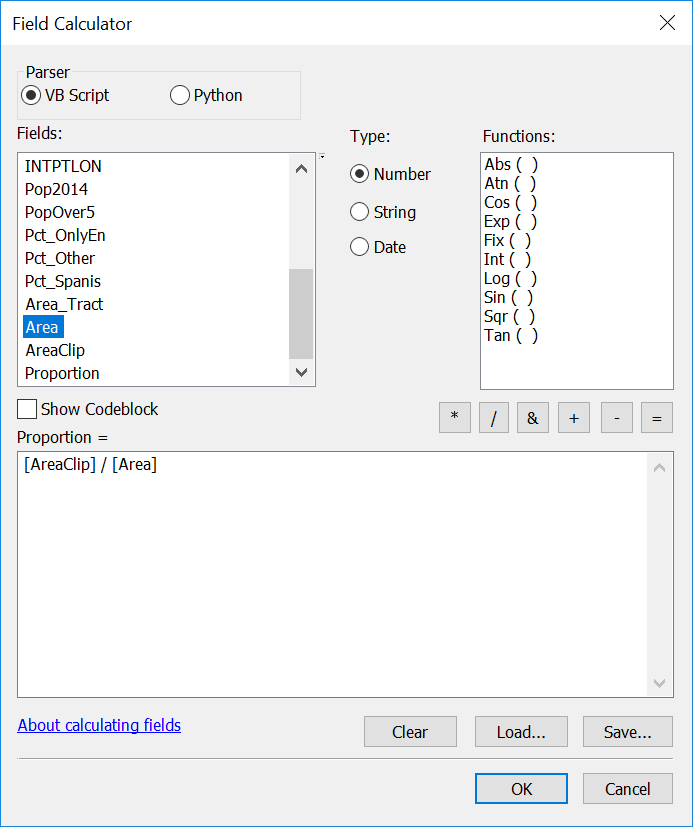 Field Calculator
Parser
VB Script
Python
Fields:
Type:
Functions:
INTPTLON
Pop2014
PopOver5
Pct_OnlyEn
Pct_Other
Pct_Spanis
Area_Tract
Area
AreaClip
Proportion
Number
String
Date
Abs ( )
Atn ( )
Cos ( )
Exp ( )
Fix ( )
Int ( )
Log ( )
Sin ( )
Sqr ( )
Tan ( )
Show Codeblock
* / & + - =
Proportion =
[AreaClip] / [Area]
About calculating fields
Clear
Load...
Save...
OK
Cancel